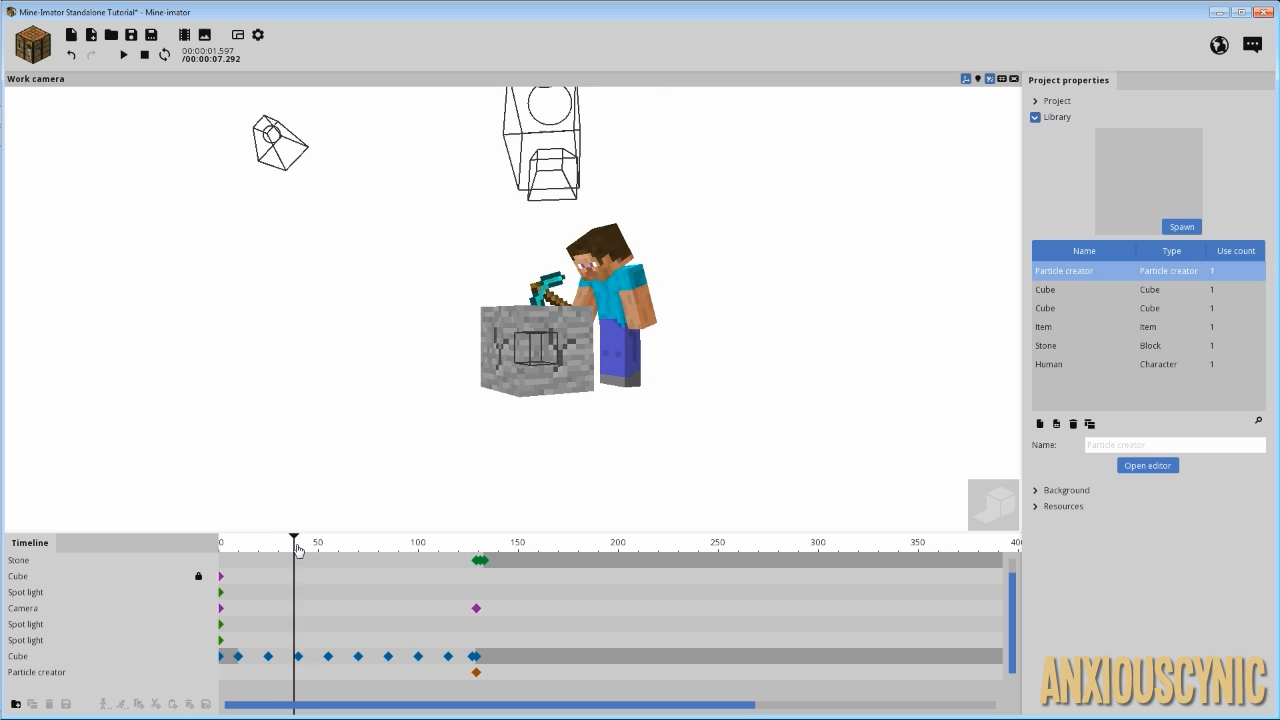 Mine-Imator Standalone Tutorial* - Mine-imator
00:00:01.597
/00:00:07.292
Work camera
Project properties
Project
Library
Spawn
Name Type Use count
Particle creator Particle creator 1
Cube Cube 1
Cube Cube 1
Item Item 1
Stone Block 1
Human Character 1
Name: Particle creator
Open editor
Background
Resources
Timeline
0 50 100 150 200 250 300 350 400
Stone
Cube
Spot light
Camera
Spot light
Spot light
Cube
Particle creator
ANXIOUSCYNIC